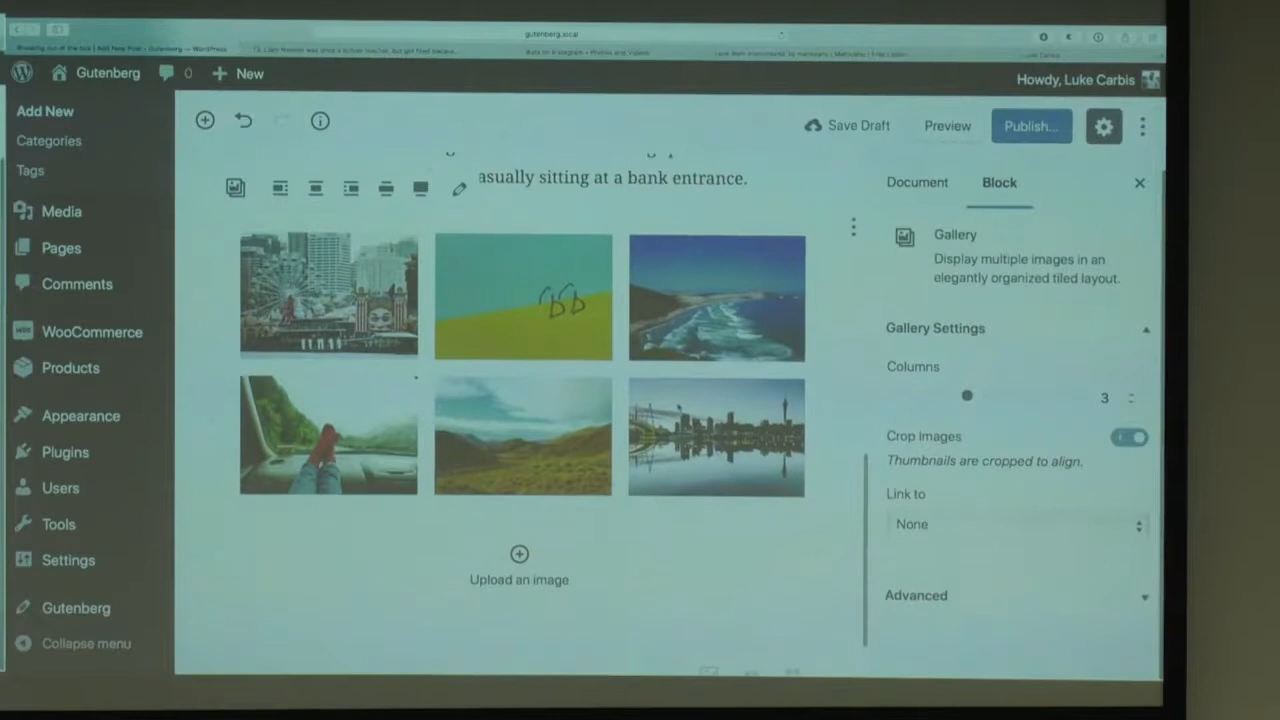 gutenberg.local
Gutenberg
0
New
Howdy, Luke Carbis
Add New
Categories
Tags
Media
Pages
Comments
WooCommerce
Products
Appearance
Plugins
Users
Tools
Settings
Gutenberg
Collapse menu
Save Draft
Preview
Publish...
asually sitting at a bank entrance.
Upload an image
Document
Block
Gallery
Display multiple images in an
elegantly organized tiled layout.
Gallery Settings
Columns
3
Crop Images
Thumbnails are cropped to align.
Link to
None
Advanced